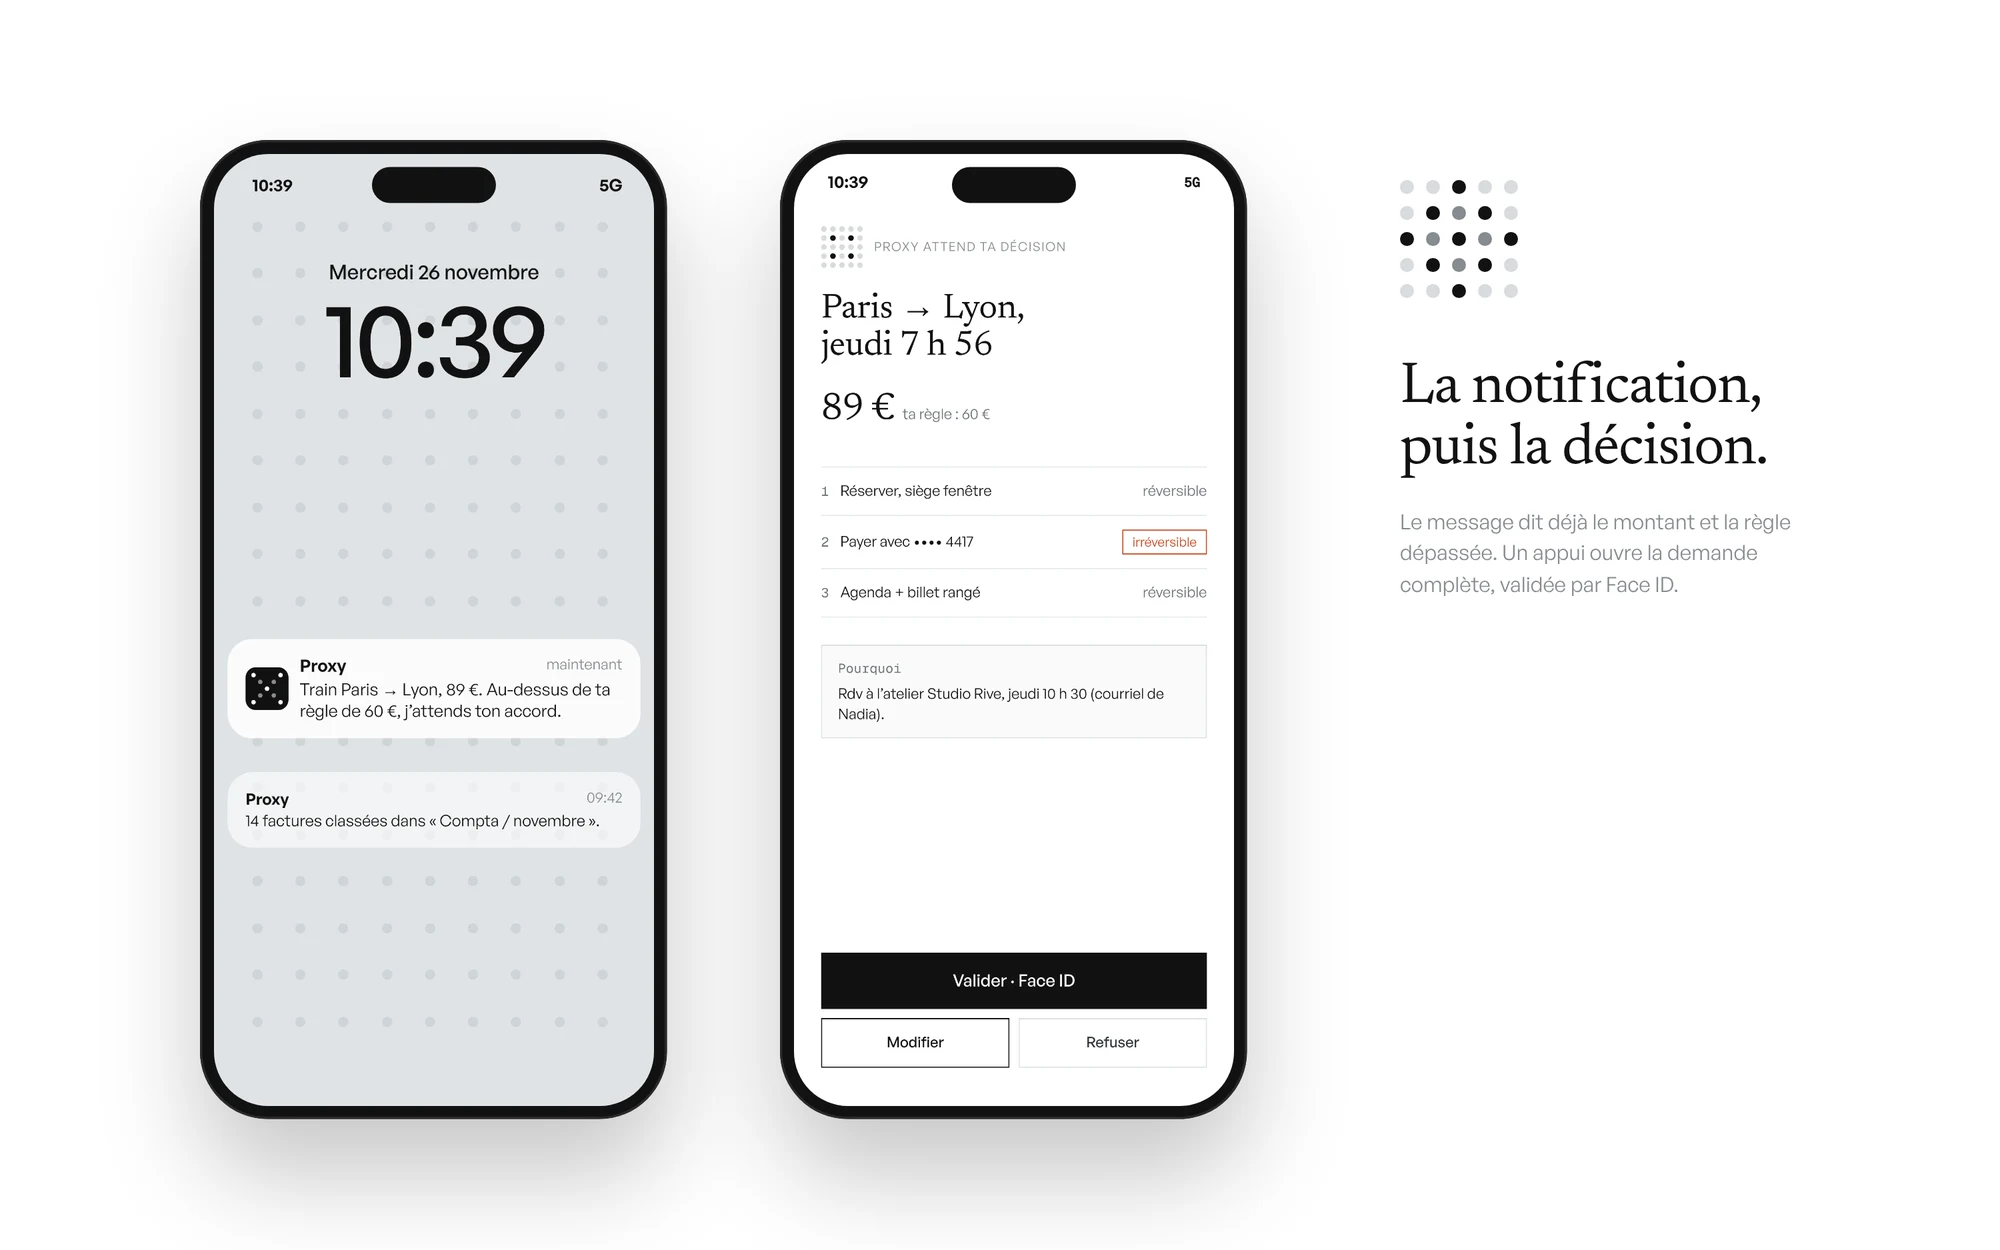 10:39
5G
Mercredi 26 novembre
10:39
Proxy
maintenant
Train Paris → Lyon, 89 €. Au-dessus de ta
règle de 60 €, j’attends ton accord.
Proxy
09:42
14 factures classées dans « Compta / novembre ».
10:39
5G
PROXY ATTEND TA DÉCISION
Paris → Lyon,
jeudi 7 h 56
89 € ta règle : 60 €
1 Réserver, siège fenêtre réversible
2 Payer avec •••• 4417 irréversible
3 Agenda + billet rangé réversible
Pourquoi
Rdv à l’atelier Studio Rive, jeudi 10 h 30 (courriel de
Nadia).
Valider · Face ID
Modifier
Refuser
La notification,
puis la décision.
Le message dit déjà le montant et la règle
dépassée. Un appui ouvre la demande
complète, validée par Face ID.